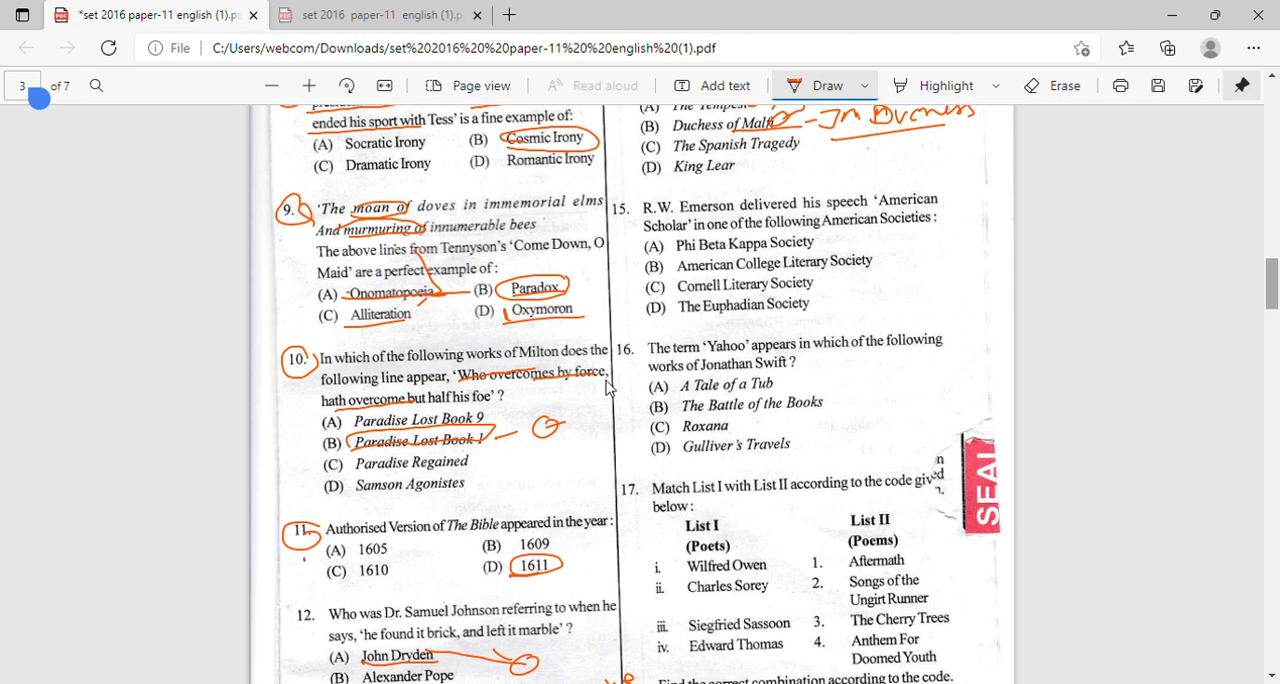 *set 2016 paper-11 english (1).p
set 2016 paper-11 english (1).p
File
C:/Users/webcom/Downloads/set%202016%20%20paper-11%20%20english%20(1).pdf
3
of 7
Page view
Read aloud
Add text
Draw
Highlight
Erase
ended his sport with Tess' is a fine example of:
(A) Socratic Irony
(B) Cosmic Irony
(C) Dramatic Irony
(D) Romantic Irony
9. 'The moan of doves in immemorial elms
And murmuring of innumerable bees
The above lines from Tennyson's 'Come Down, O
Maid' are a perfect example of :
(A) Onomatopoeia
(B) Paradox
(C) Alliteration
(D) Oxymoron
10. In which of the following works of Milton does the
following line appear, 'Who overcomes by force,
hath overcome but half his foe' ?
(A) Paradise Lost Book 9
(B) Paradise Lost Book 1
(C) Paradise Regained
(D) Samson Agonistes
11. Authorised Version of The Bible appeared in the year :
(A) 1605
(B) 1609
(C) 1610
(D) 1611
12. Who was Dr. Samuel Johnson referring to when he
says, 'he found it brick, and left it marble' ?
(A) John Dryden
(B) Alexander Pope
(A) The Tempest
(B) Duchess of Malfi
(C) The Spanish Tragedy
(D) King Lear
15. R.W. Emerson delivered his speech 'American
Scholar' in one of the following American Societies :
(A) Phi Beta Kappa Society
(B) American College Literary Society
(C) Cornell Literary Society
(D) The Euphadian Society
16. The term 'Yahoo' appears in which of the following
works of Jonathan Swift ?
(A) A Tale of a Tub
(B) The Battle of the Books
(C) Roxana
(D) Gulliver's Travels
17. Match List I with List II according to the code given
below :
List I
List II
(Poets)
(Poems)
i. Wilfred Owen
1. Aftermath
ii. Charles Sorey
2. Songs of the
Ungirt Runner
iii. Siegfried Sassoon
3. The Cherry Trees
iv. Edward Thomas
4. Anthem For
Doomed Youth
Find the correct combination according to the code.
SEAL